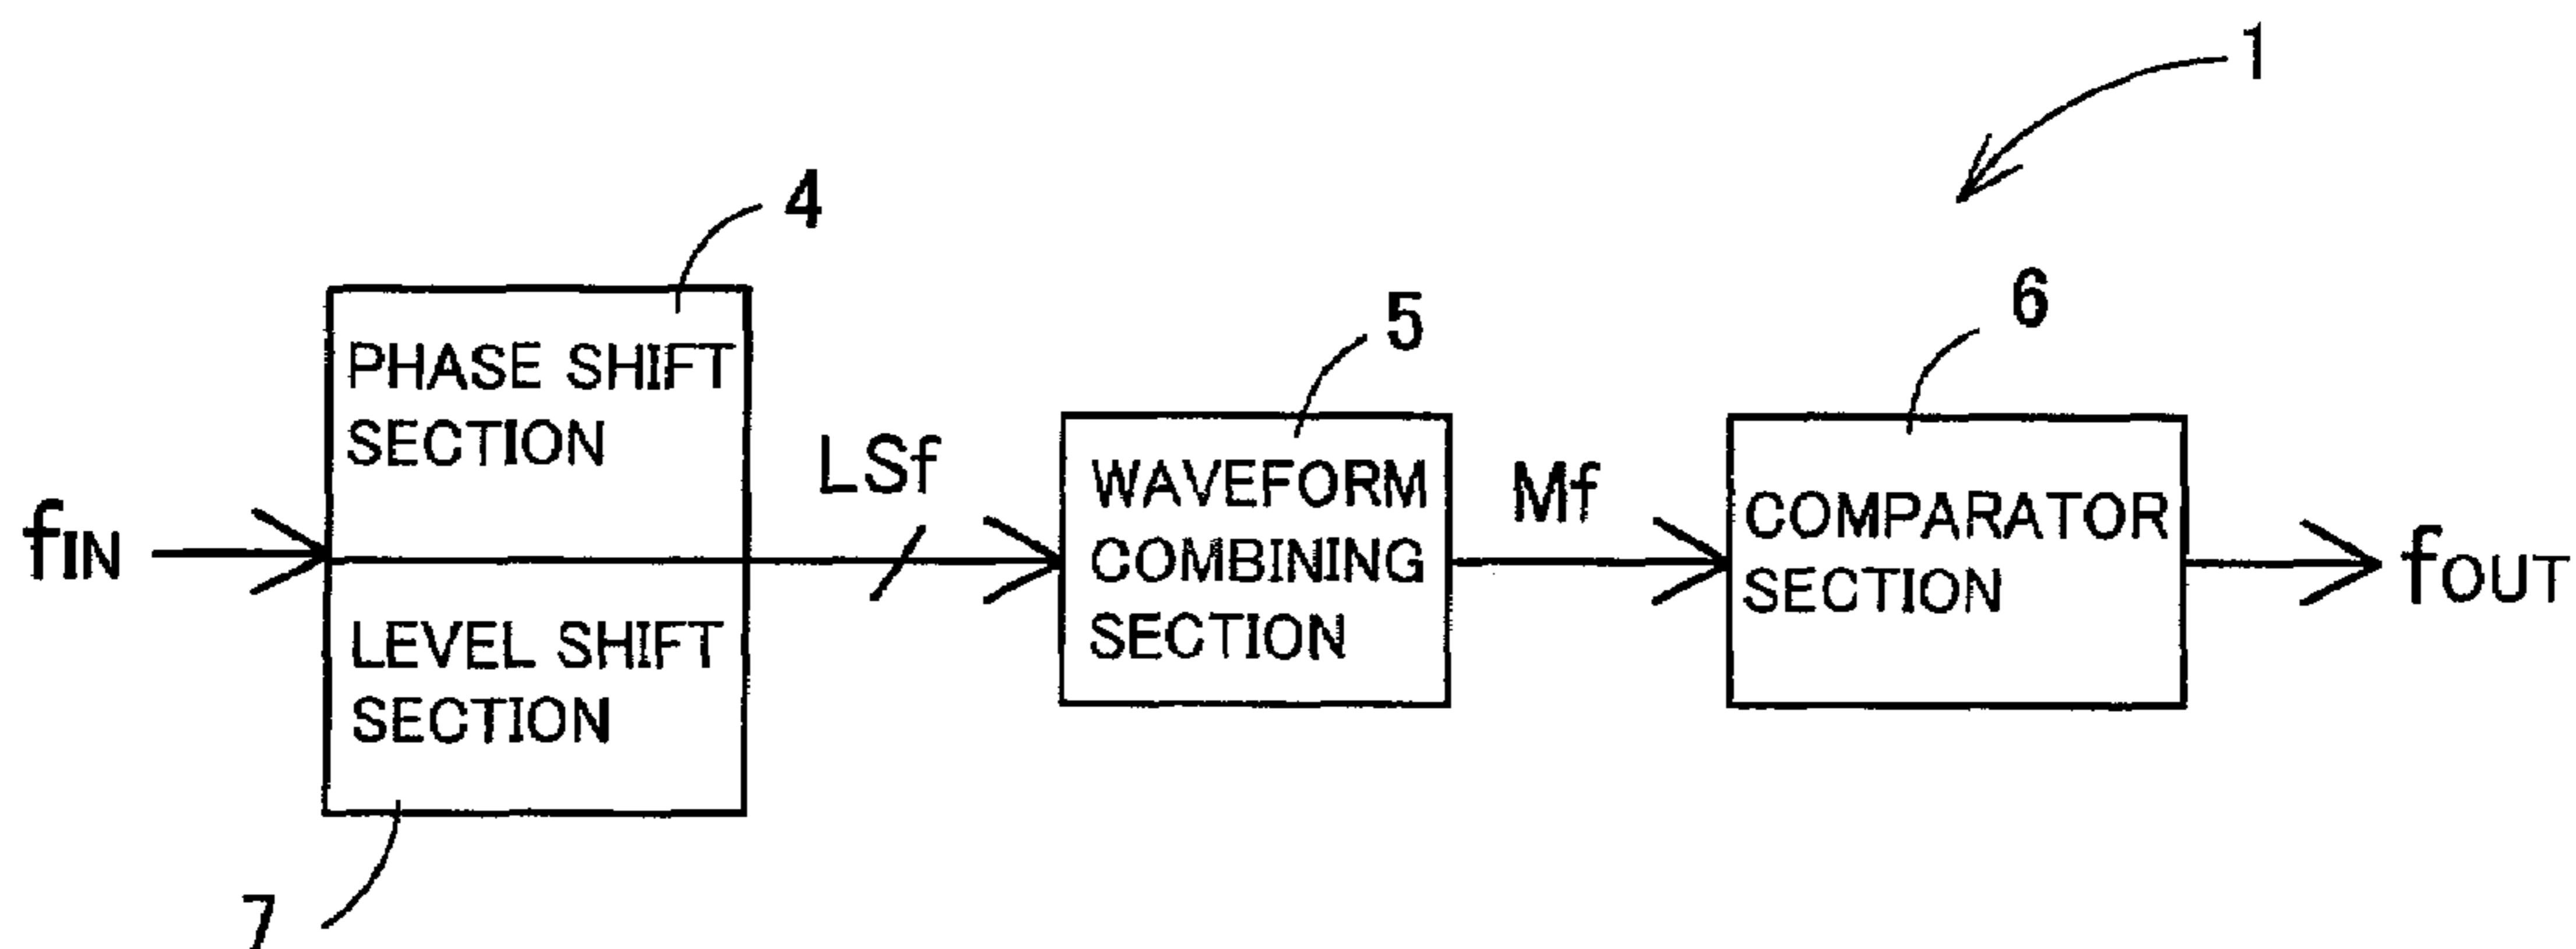 1
4
PHASE SHIFT
SECTION
5
6
LSf
WAVEFORM
COMBINING
SECTION
Mf
COMPARATOR
SECTION
fIN
fOUT
LEVEL SHIFT
SECTION
7